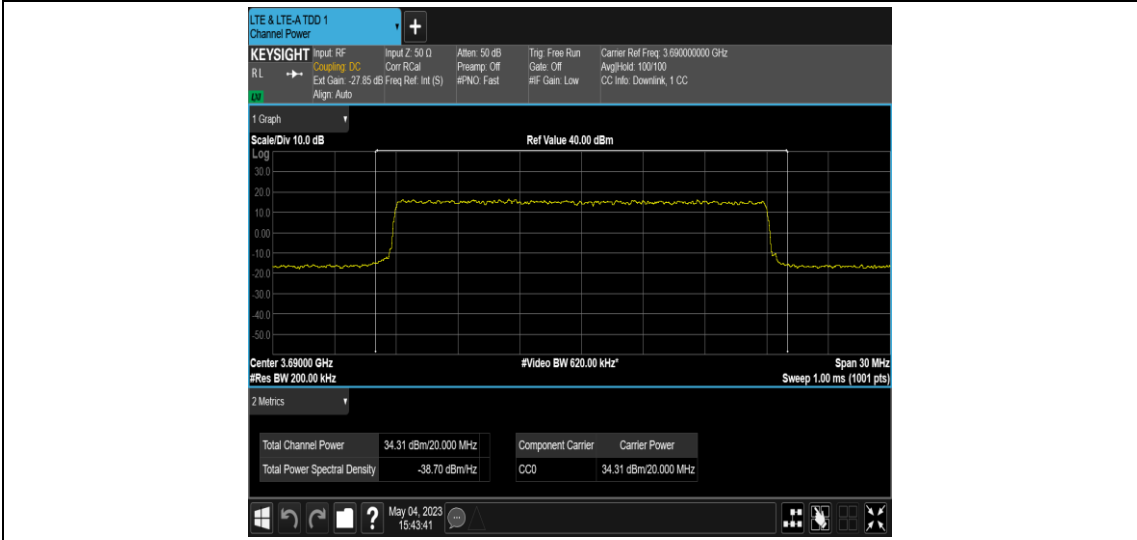 LTE & LTE-A TDD 1
Channel Power
+
KEYSIGHT Input: RF Input Z: 50 Ω Atten: 50 dB Trig: Free Run Carrier Ref Freq: 3.690000000 GHz
RL Coupling: DC Corr RCal Preamp: Off Gate: Off Avg|Hold: 100/100
Ext Gain: -27.85 dB Freq Ref: Int (S) #PNO: Fast #IF Gain: Low CC Info: Downlink, 1 CC
Align: Auto
1 Graph
Scale/Div 10.0 dB Ref Value 40.00 dBm
Log
30.0
20.0
10.0
0.00
-10.0
-20.0
-30.0
-40.0
-50.0
Center 3.69000 GHz #Video BW 620.00 kHz* Span 30 MHz
#Res BW 200.00 kHz Sweep 1.00 ms (1001 pts)
2 Metrics
Total Channel Power 34.31 dBm/20.000 MHz Component Carrier Carrier Power
Total Power Spectral Density -38.70 dBm/Hz CC0 34.31 dBm/20.000 MHz
? May 04, 2023
15:43:41